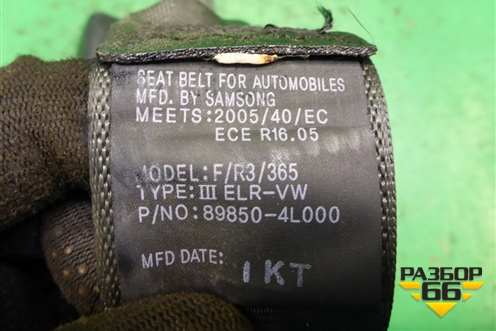 SEAT BELT FOR AUTOMOBILES
MFD. BY SAMSONG
MEETS:2005/40/EC
ECE R16.05
MODEL:F/R3/365
TYPE:III ELR-VW
P/NO:89850-4L000
MFD DATE:
1KT
РАЗБОР
66